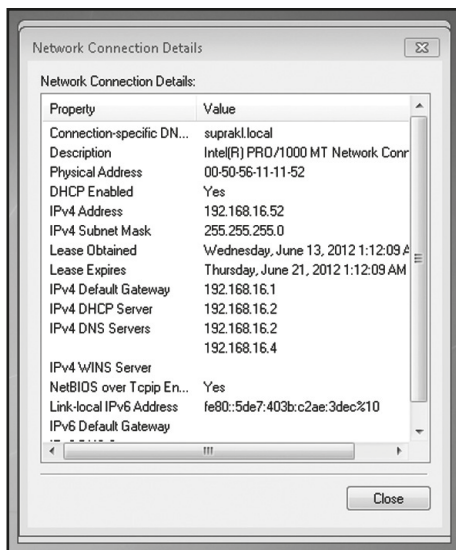 Network Connection Details
Network Connection Details:
Property Value
Connection-specific DN... suprakl.local
Description Intel(R) PRO/1000 MT Network Conr
Physical Address 00-50-56-11-11-52
DHCP Enabled Yes
IPv4 Address 192.168.16.52
IPv4 Subnet Mask 255.255.255.0
Lease Obtained Wednesday, June 13, 2012 1:12:09 A
Lease Expires Thursday, June 21, 2012 1:12:09 AM
IPv4 Default Gateway 192.168.16.1
IPv4 DHCP Server 192.168.16.2
IPv4 DNS Servers 192.168.16.2
192.168.16.4
IPv4 WINS Server
NetBIOS over Tcpip En... Yes
Link-local IPv6 Address fe80::5de7:403b:c2ae:3dec%10
IPv6 Default Gateway
Close